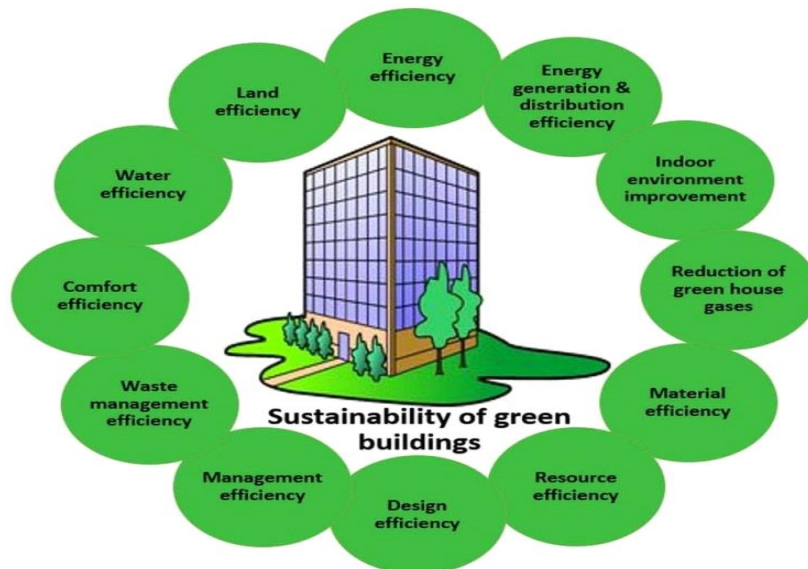 Energy
efficiency
Energy
generation &
distribution
efficiency
Indoor
environment
improvement
Reduction of
green house
gases
Material
efficiency
Resource
efficiency
Design
efficiency
Management
efficiency
Waste
management
efficiency
Comfort
efficiency
Water
efficiency
Land
efficiency
Sustainability of green
buildings